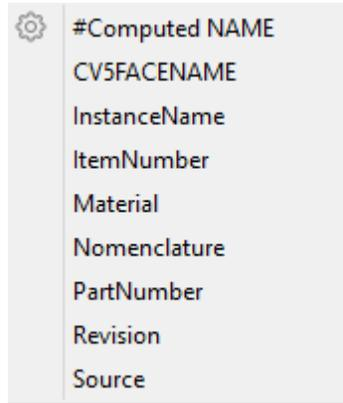 #Computed NAME
CV5FACENAME
InstanceName
ItemNumber
Material
Nomenclature
PartNumber
Revision
Source